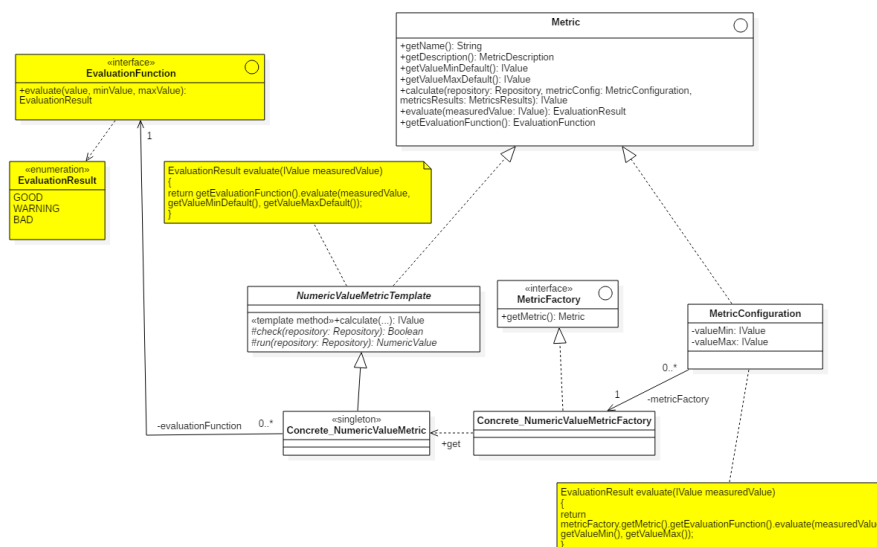 Metric
+getName(): String
+getDescription(): MetricDescription
+getValueMinDefault(): IValue
+getValueMaxDefault(): IValue
+calculate(repository: Repository, metricConfig: MetricConfiguration,
metricsResults: MetricsResults): IValue
+evaluate(measuredValue: IValue): EvaluationResult
+getEvaluationFunction(): EvaluationFunction
«interface»
EvaluationFunction
+evaluate(value, minValue, maxValue):
EvaluationResult
1
«enumeration»
EvaluationResult
GOOD
WARNING
BAD
EvaluationResult evaluate(IValue measuredValue)
{
return getEvaluationFunction().evaluate(measuredValue,
getValueMinDefault(), getValueMaxDefault());
}
NumericValueMetricTemplate
«template method»+calculate(...): IValue
#check(repository: Repository): Boolean
#run(repository: Repository): NumericValue
«interface»
MetricFactory
+getMetric(): Metric
MetricConfiguration
-valueMin: IValue
-valueMax: IValue
0..*
1
-metricFactory
-evaluationFunction
0..*
«singleton»
Concrete_NumericValueMetric
+get
Concrete_NumericValueMetricFactory
EvaluationResult evaluate(IValue measuredValue)
{
return
metricFactory.getMetric().getEvaluationFunction().evaluate(measuredValu
getValueMin(), getValueMax());
}